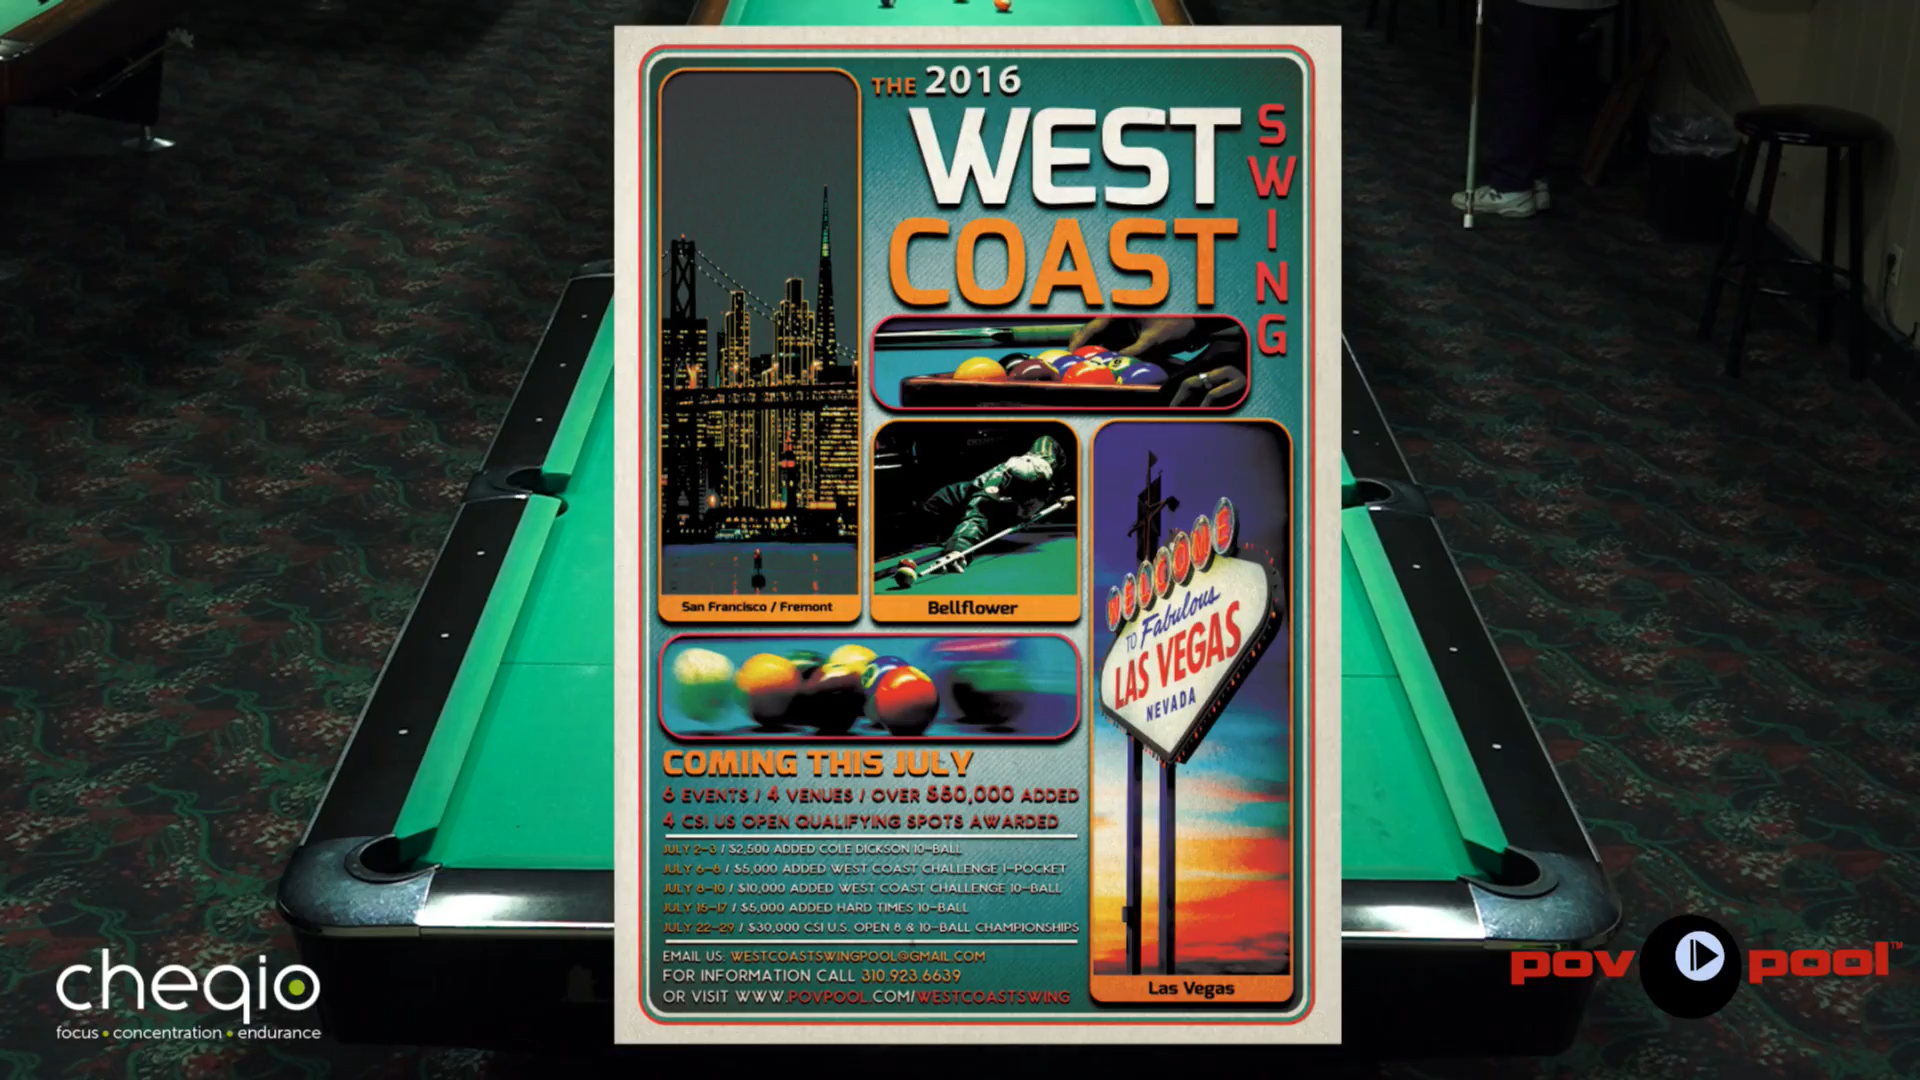 THE 2016
WEST
COAST
SWING
San Francisco / Fremont
Bellflower
WELCOME
TO Fabulous
LAS VEGAS
NEVADA
Las Vegas
COMING THIS JULY
6 EVENTS / 4 VENUES / OVER $50,000 ADDED
4 CSI US OPEN QUALIFYING SPOTS AWARDED
JULY 2-3 / $2,500 ADDED COLE DICKSON 10-BALL
JULY 6-8 / $5,000 ADDED WEST COAST CHALLENGE 1-POCKET
JULY 8-10 / $10,000 ADDED WEST COAST CHALLENGE 10-BALL
JULY 15-17 / $5,000 ADDED HARD TIMES 10-BALL
JULY 22-29 / $30,000 CSI U.S. OPEN 8 & 10-BALL CHAMPIONSHIPS
EMAIL US: WESTCOASTSWINGPOOL@GMAIL.COM
FOR INFORMATION CALL 310.923.6639
OR VISIT WWW.POVPOOL.COM/WESTCOASTSWING
cheqio
focus • concentration • endurance
pov pool™